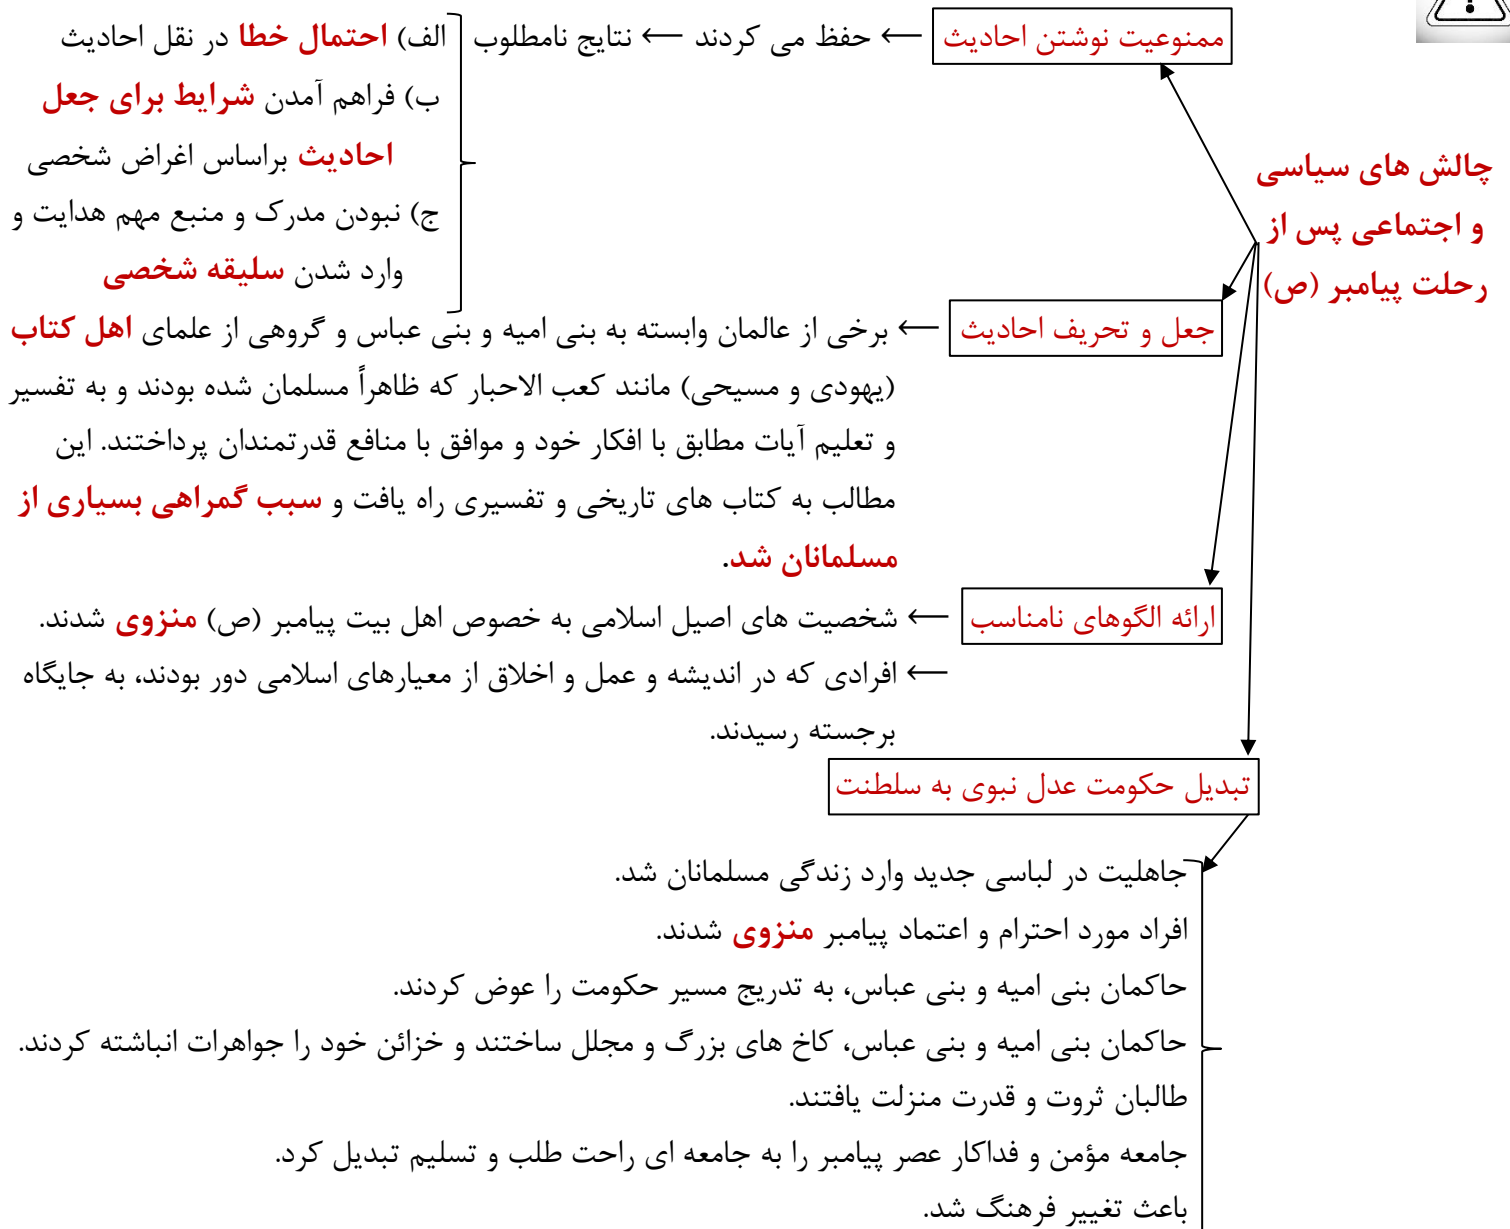 چالش های سیاسی
و اجتماعی پس از
رحلت پیامبر (ص)
ممنوعیت نوشتن احادیث ← حفظ می کردند ← نتایج نامطلوب
الف) احتمال خطا در نقل احادیث
ب) فراهم آمدن شرایط برای جعل
احادیث براساس اغراض شخصی
ج) نبودن مدرک و منبع مهم هدایت و
وارد شدن سلیقه شخصی
جعل و تحریف احادیث ← برخی از عالمان وابسته به بنی امیه و بنی عباس و گروهی از علمای اهل کتاب
(یهودی و مسیحی) مانند کعب الاحبار که ظاهراً مسلمان شده بودند و به تفسیر
و تعلیم آیات مطابق با افکار خود و موافق با منافع قدرتمندان پرداختند. این
مطالب به کتاب های تاریخی و تفسیری راه یافت و سبب گمراهی بسیاری از
مسلمانان شد.
ارائه الگوهای نامناسب ← شخصیت های اصیل اسلامی به خصوص اهل بیت پیامبر (ص) منزوی شدند.
← افرادی که در اندیشه و عمل و اخلاق از معیارهای اسلامی دور بودند، به جایگاه
برجسته رسیدند.
تبدیل حکومت عدل نبوی به سلطنت
جاهلیت در لباسی جدید وارد زندگی مسلمانان شد.
افراد مورد احترام و اعتماد پیامبر منزوی شدند.
حاکمان بنی امیه و بنی عباس، به تدریج مسیر حکومت را عوض کردند.
حاکمان بنی امیه و بنی عباس، کاخ های بزرگ و مجلل ساختند و خزائن خود را جواهرات انباشته کردند.
طالبان ثروت و قدرت منزلت یافتند.
جامعه مؤمن و فداکار عصر پیامبر را به جامعه ای راحت طلب و تسلیم تبدیل کرد.
باعث تغییر فرهنگ شد.